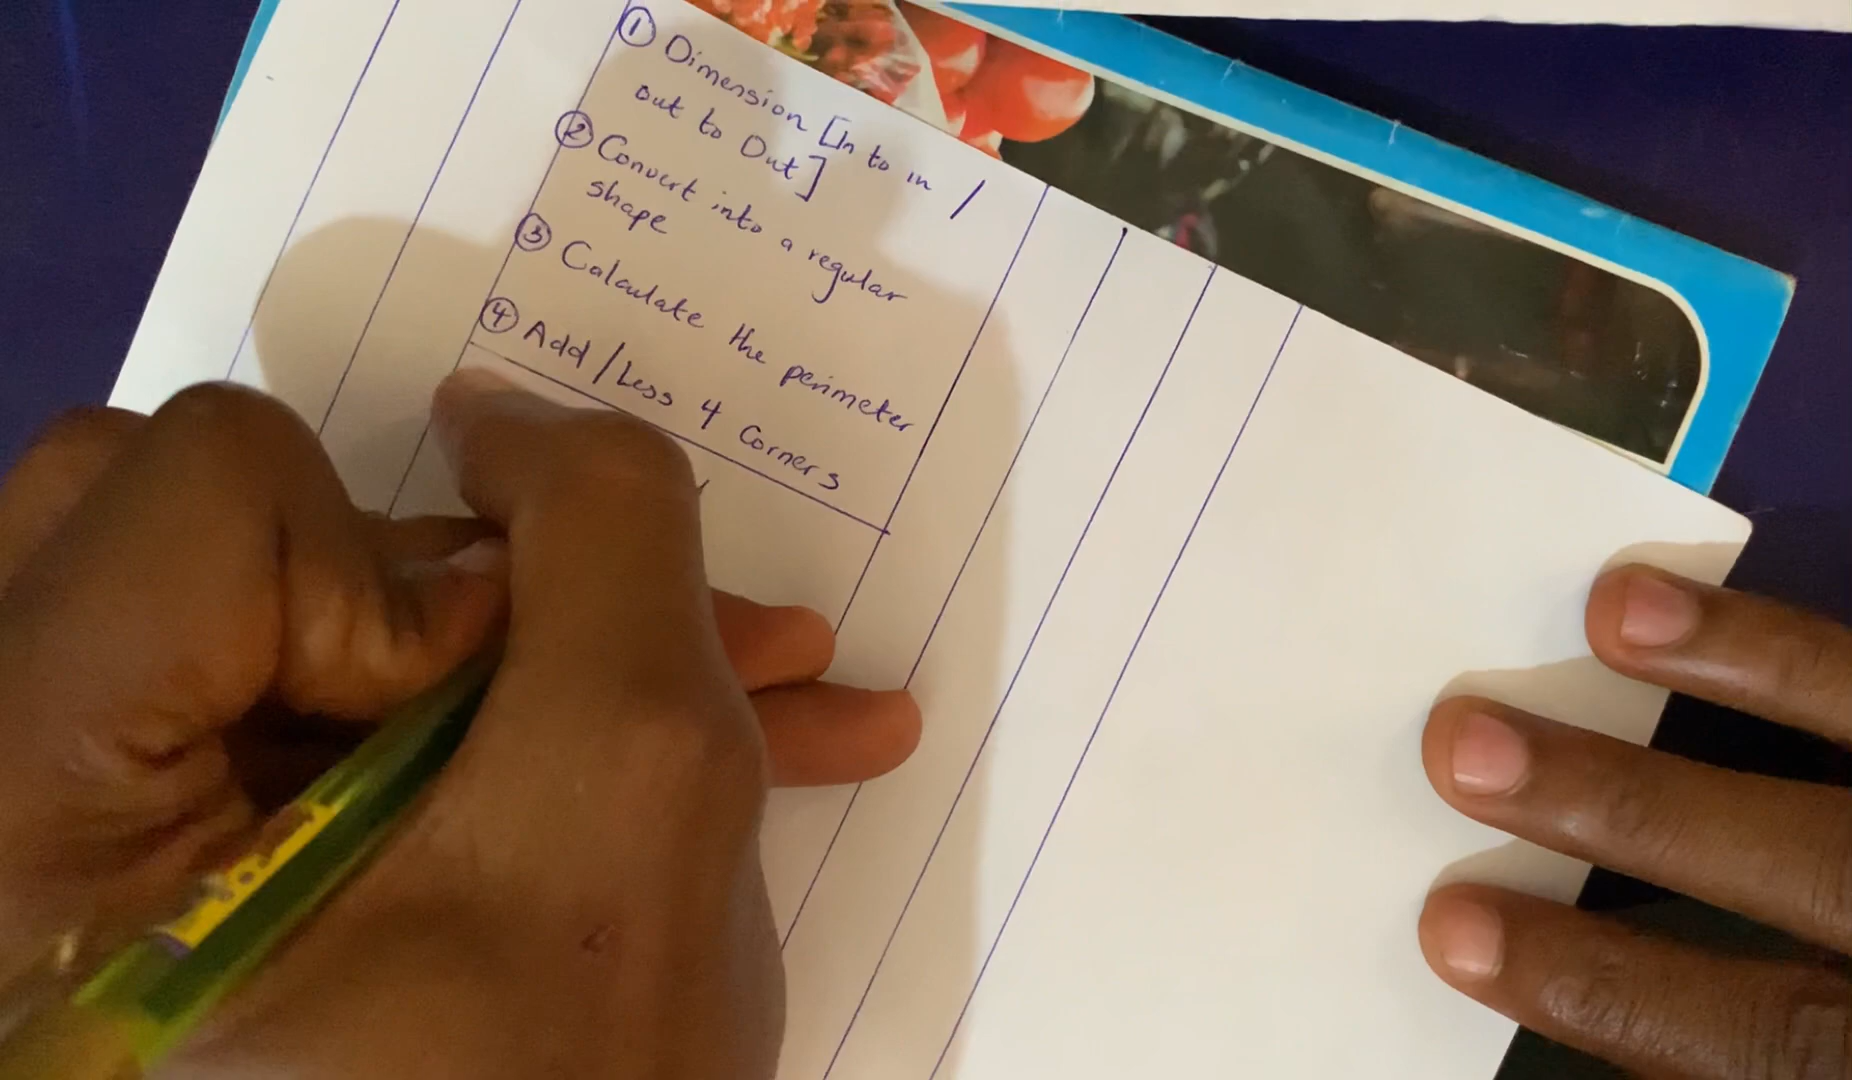 ① Dimension [In to in /
out to Out]
② Convert into a regular
shape
③ Calculate the perimeter
④ Add / Less 4 Corners